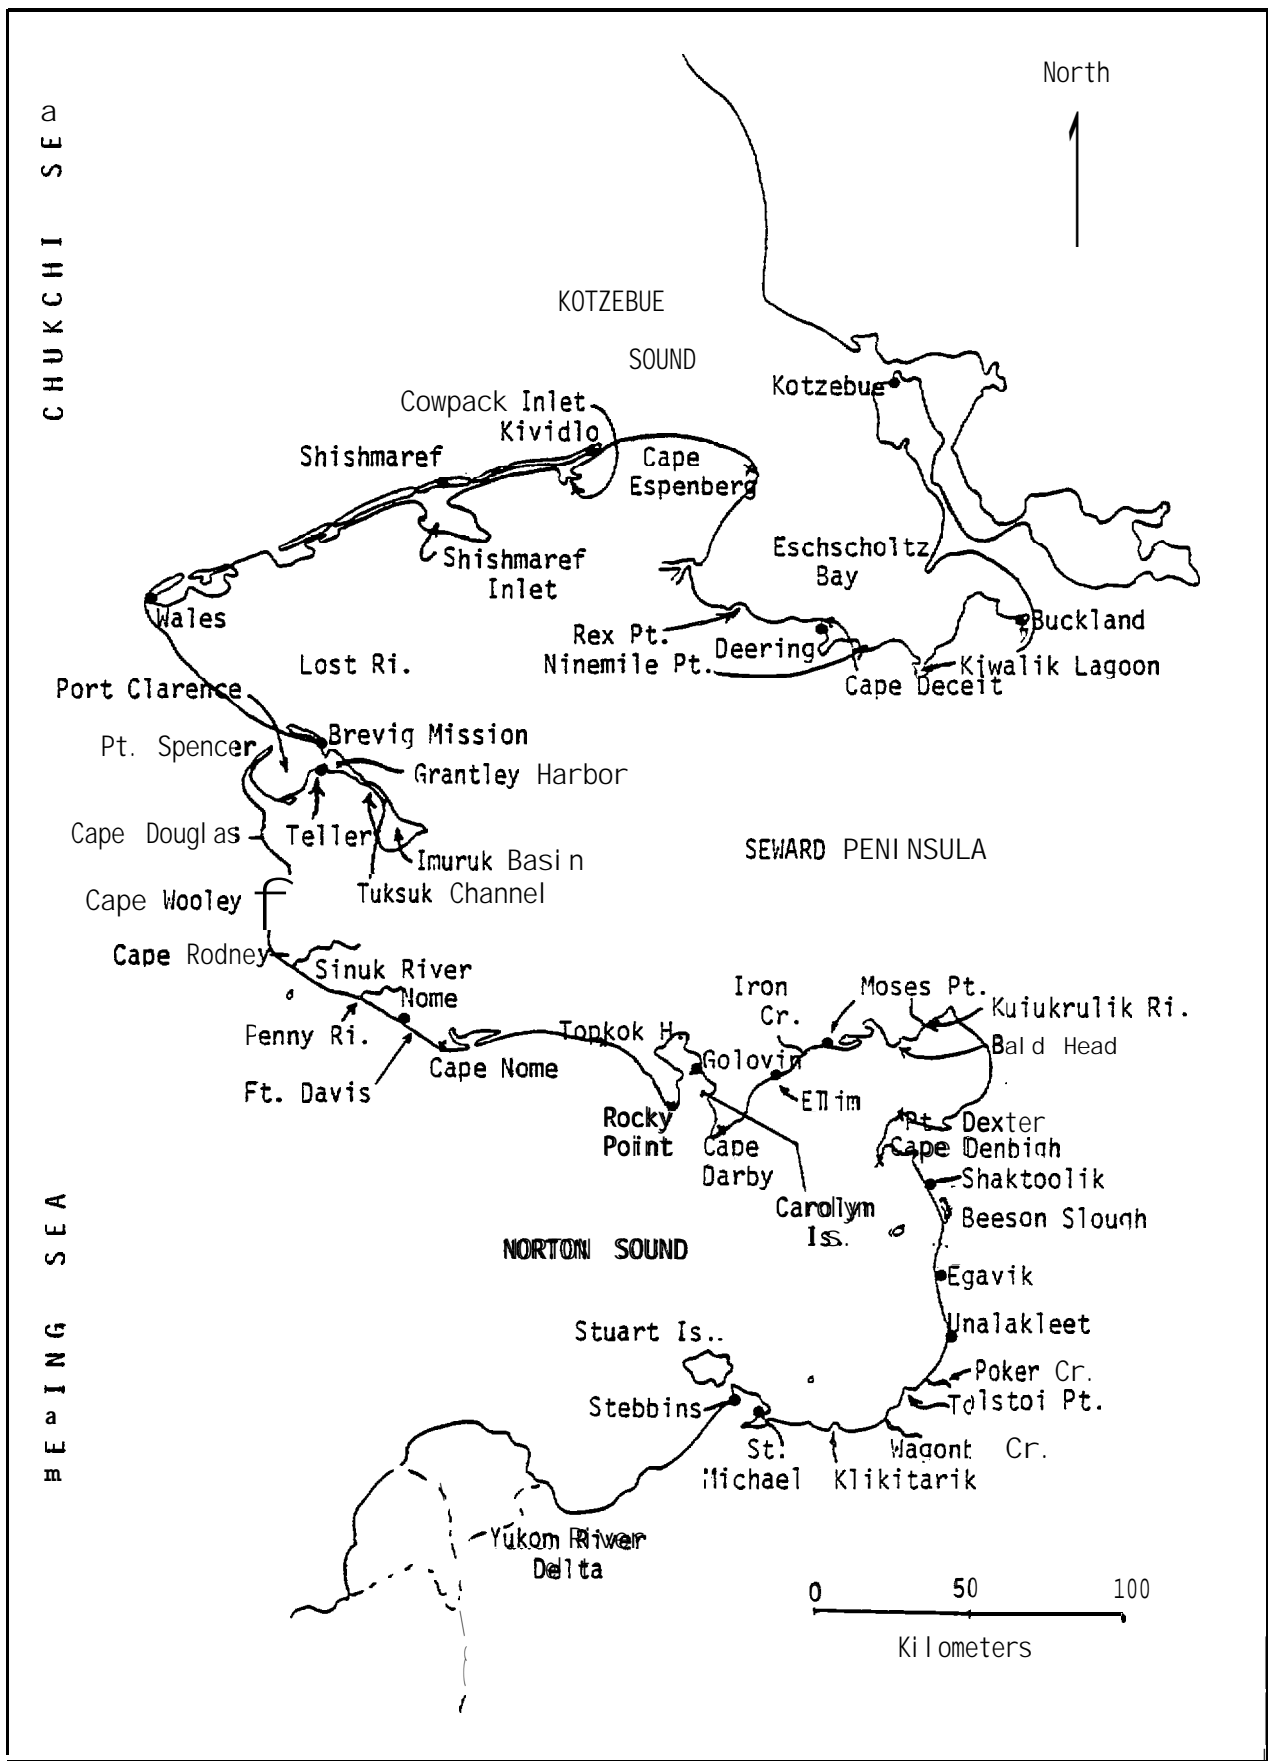 North
CHUKCHI SEa
KOTZEBUE
SOUND
Kotzebue
Cowpack Inlet
Kividlo
Shishmaref
Cape
Espenberg
Eschscholtz
Bay
Shishmaref
Inlet
Wales
Buckland
Rex Pt.
Deering
Ninemile Pt.
Kiwalik Lagoon
Lost Ri.
Cape Deceit
Port Clarence
Brevig Mission
Pt. Spencer
Grantley Harbor
Cape Douglas
Teller
SEWARD PENINSULA
Imuruk Basin
Tuksuk Channel
Cape Wooley
Cape Rodney
Sinuk River
Nome
Iron
Cr.
Moses Pt.
Kuiukrulik Ri.
Penny Ri.
Topkok H.
Bald Head
Golovin
Cape Nome
Ft. Davis
Elim
Rocky
Point
Pt. Dexter
Cape
Darby
Cape Denbigh
Shaktoolik
Carolyn
Is.
Beeson Slough
NORTON SOUND
BERING SEA
Egavik
Unalakleet
Stuart Is.
Poker Cr.
Tolstoi Pt.
Stebbins
St.
Michael
Klikitarik
Wagont Cr.
Yukon River
Delta
0 50 100
Kilometers